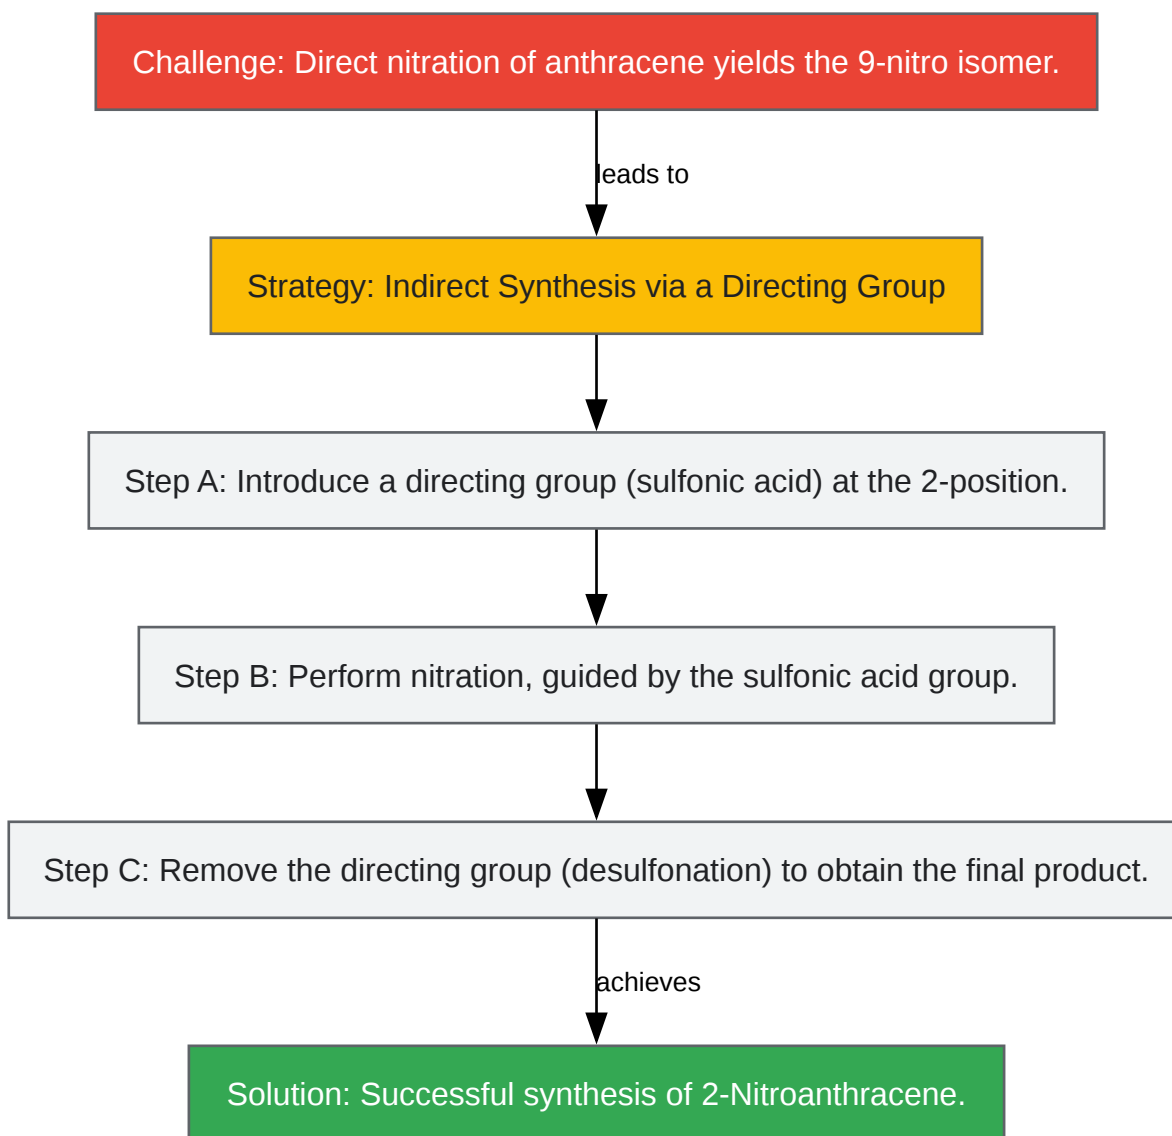 Challenge: Direct nitration of anthracene yields the 9-nitro isomer.
leads to
Strategy: Indirect Synthesis via a Directing Group
Step A: Introduce a directing group (sulfonic acid) at the 2-position.
Step B: Perform nitration, guided by the sulfonic acid group.
Step C: Remove the directing group (desulfonation) to obtain the final product.
achieves
Solution: Successful synthesis of 2-Nitroanthracene.